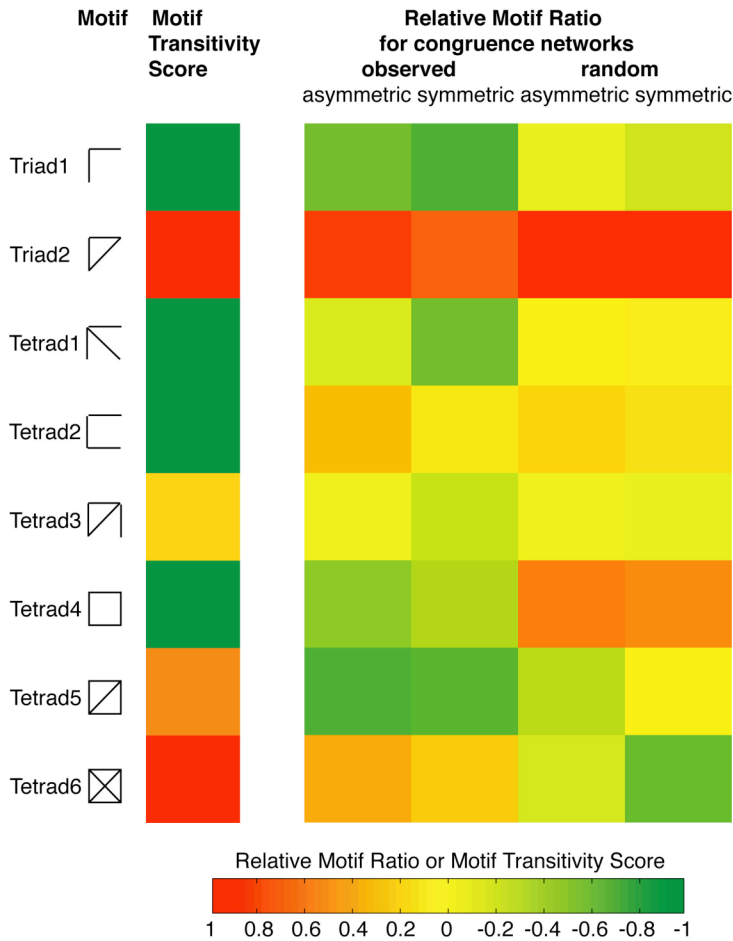 Motif Motif Relative Motif Ratio
Transitivity for congruence networks
Score observed random
asymmetric symmetric asymmetric symmetric
Triad1
Triad2
Tetrad1
Tetrad2
Tetrad3
Tetrad4
Tetrad5
Tetrad6
Relative Motif Ratio or Motif Transitivity Score
1 0.8 0.6 0.4 0.2 0 -0.2 -0.4 -0.6 -0.8 -1